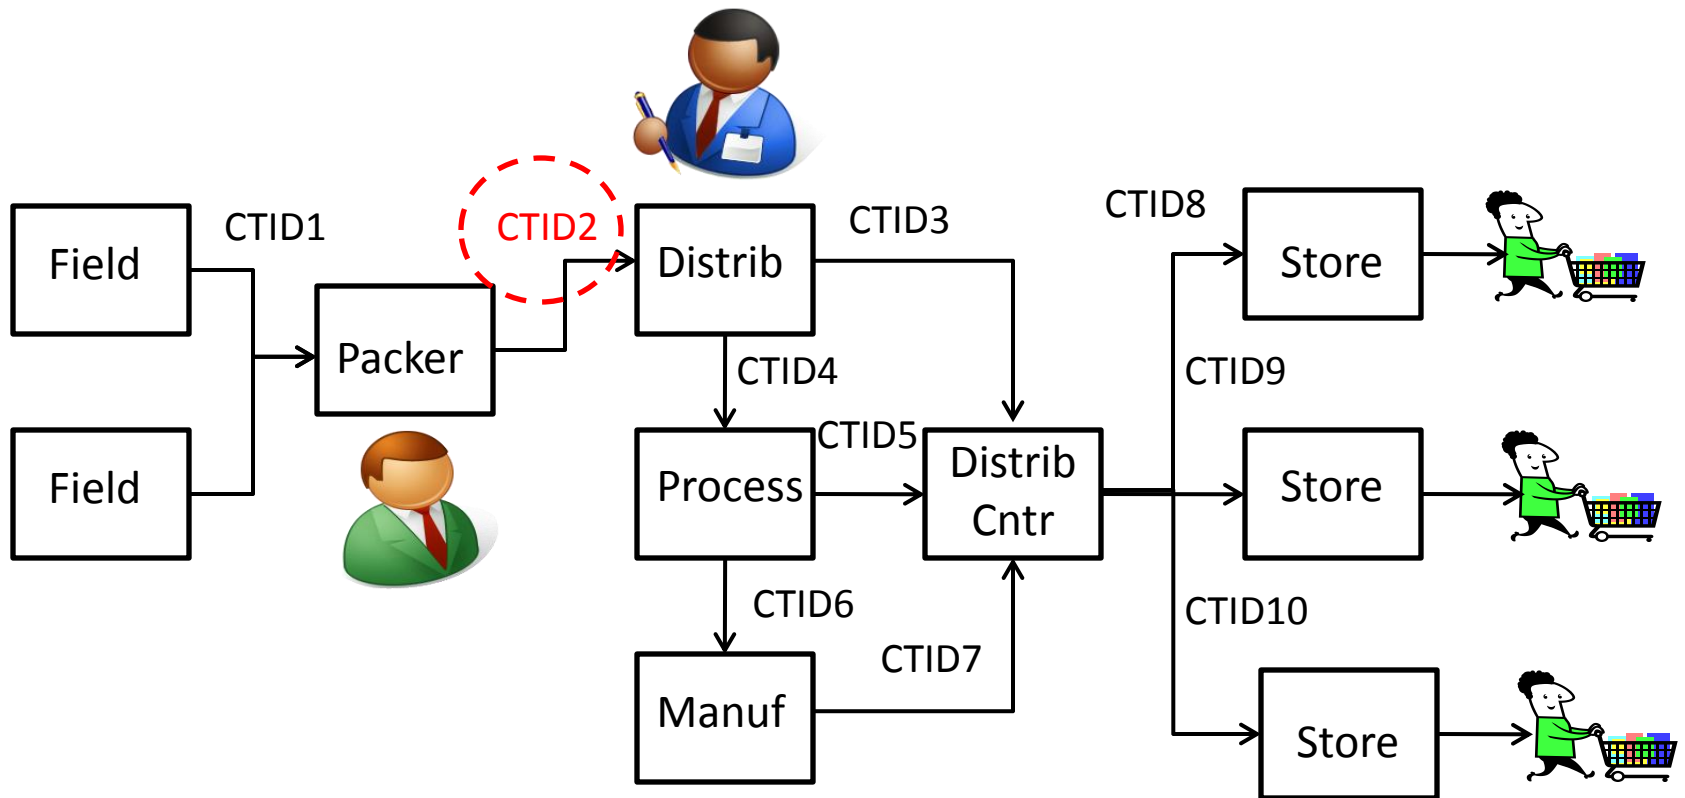 Field
CTID1
Packer
Field
CTID2
Distrib
CTID3
CTID4
Process
CTID5
CTID6
Manuf
CTID7
Distrib
Cntr
CTID8
Store
CTID9
Store
CTID10
Store